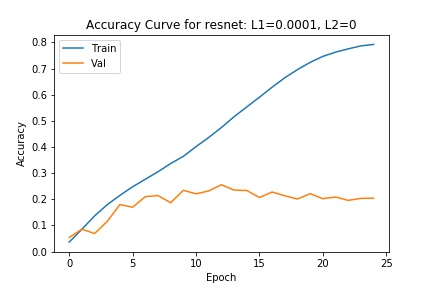 Accuracy Curve for resnet: L1=0.0001, L2=0
Train
Val
Accuracy
0.8
0.7
0.6
0.5
0.4
0.3
0.2
0.1
0.0
0 5 10 15 20 25
Epoch